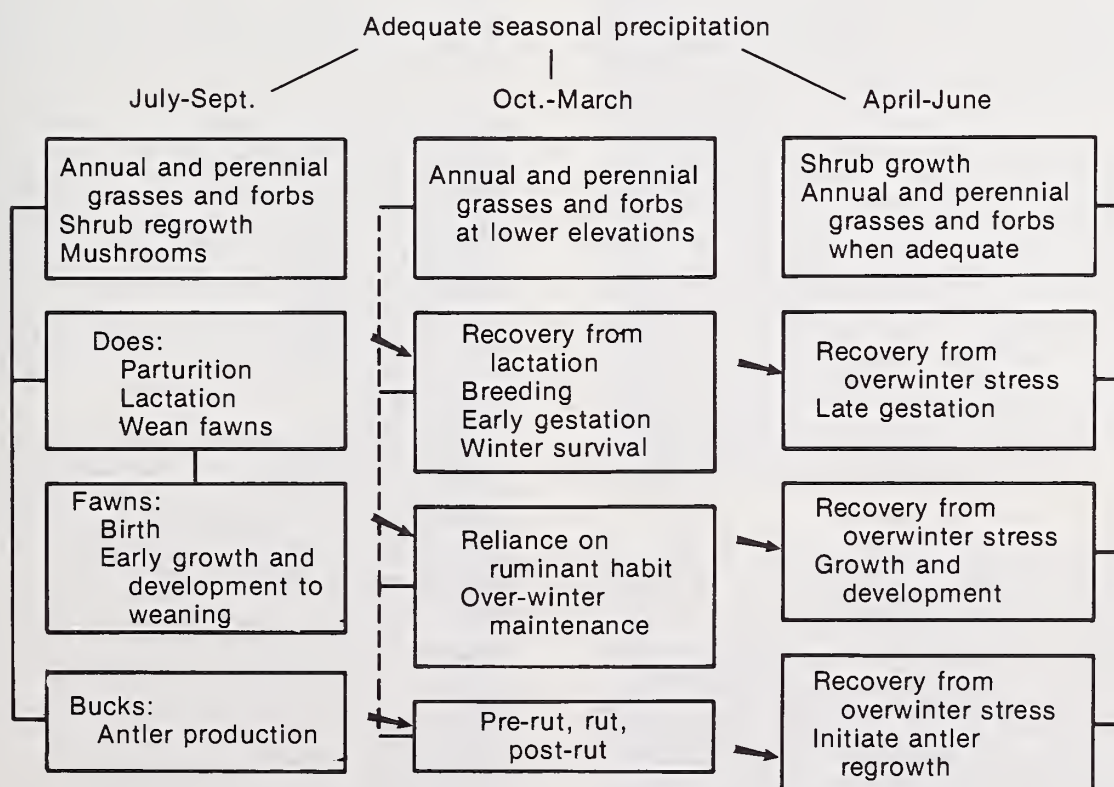 Adequate seasonal precipitation
July-Sept.
Oct.-March
April-June
Annual and perennial
grasses and forbs
Shrub regrowth
Mushrooms
Annual and perennial
grasses and forbs
at lower elevations
Shrub growth
Annual and perennial
grasses and forbs
when adequate
Does:
Parturition
Lactation
Wean fawns
Recovery from
lactation
Breeding
Early gestation
Winter survival
Recovery from
overwinter stress
Late gestation
Fawns:
Birth
Early growth and
development to
weaning
Reliance on
ruminant habit
Over-winter
maintenance
Recovery from
overwinter stress
Growth and
development
Bucks:
Antler production
Pre-rut, rut,
post-rut
Recovery from
overwinter stress
Initiate antler
regrowth